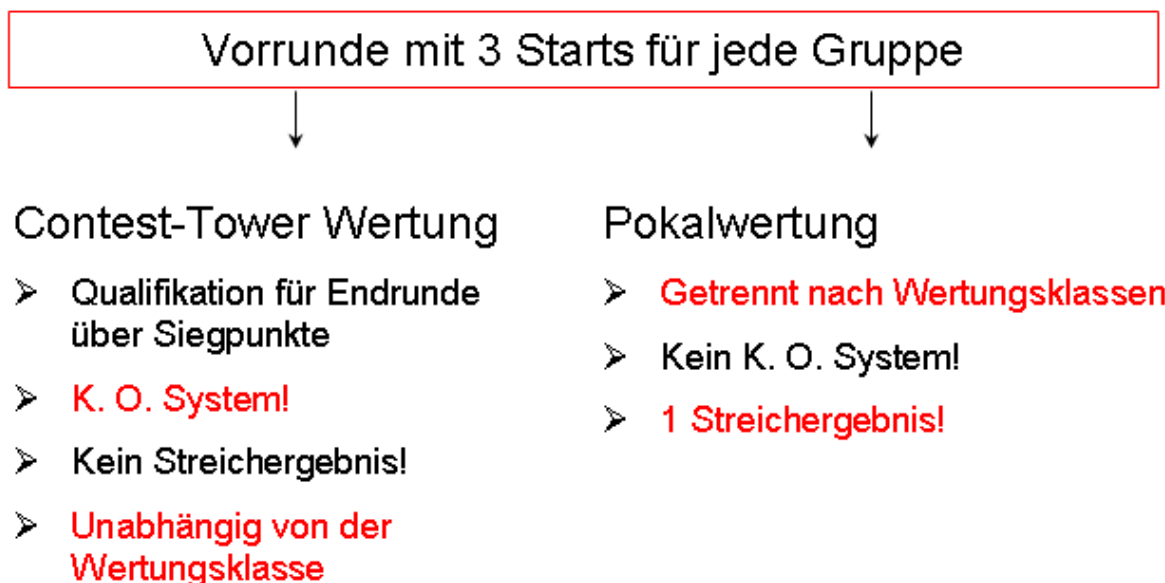 Vorrunde mit 3 Starts für jede Gruppe
Contest-Tower Wertung
➢ Qualifikation für Endrunde
über Siegpunkte
➢ K. O. System!
➢ Kein Streichergebnis!
➢ Unabhängig von der
Wertungsklasse
Pokalwertung
➢ Getrennt nach Wertungsklassen
➢ Kein K. O. System!
➢ 1 Streichergebnis!